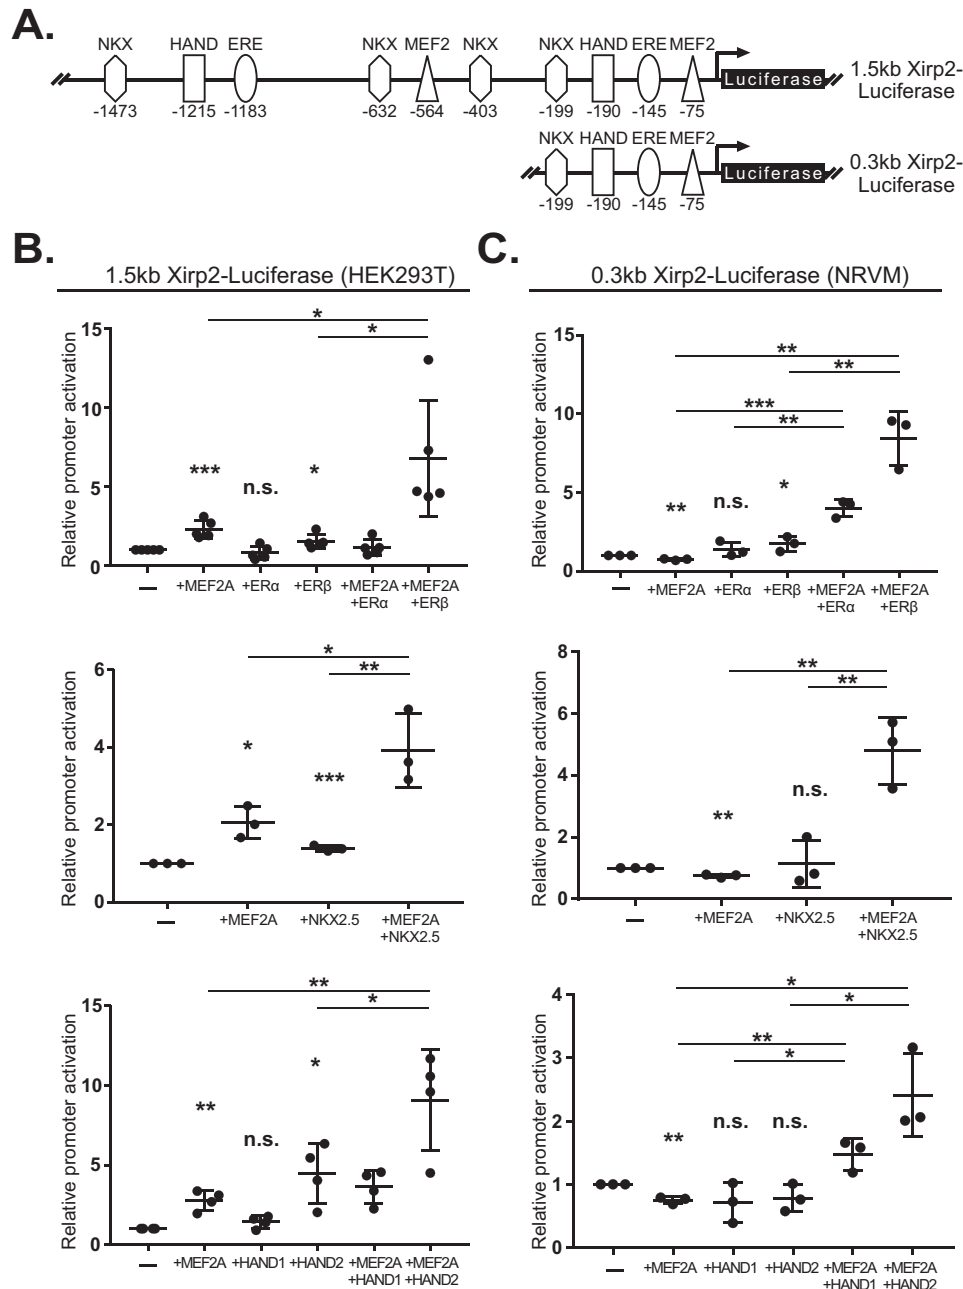 A.
NKX HAND ERE NKX MEF2 NKX NKX HAND ERE MEF2
Luciferase
-1473 -1215 -1183 -632 -564 -403 -199 -190 -145 -75
1.5kb Xirp2-
Luciferase
NKX HAND ERE MEF2
Luciferase
-199 -190 -145 -75
0.3kb Xirp2-
Luciferase
B.
1.5kb Xirp2-Luciferase (HEK293T)
Relative promoter activation
15
10
5
0
*
*
***
n.s.
*
– +MEF2A +ERα +ERβ +MEF2A +MEF2A
+ERα +ERβ
Relative promoter activation
6
4
2
0
*
**
*
***
– +MEF2A +NKX2.5 +MEF2A
+NKX2.5
Relative promoter activation
15
10
5
0
**
*
**
n.s.
*
– +MEF2A +HAND1 +HAND2 +MEF2A +MEF2A
+HAND1 +HAND2
C.
0.3kb Xirp2-Luciferase (NRVM)
Relative promoter activation
15
10
5
0
**
**
***
**
**
n.s.
*
– +MEF2A +ERα +ERβ +MEF2A +MEF2A
+ERα +ERβ
Relative promoter activation
8
6
4
2
0
**
**
**
n.s.
– +MEF2A +NKX2.5 +MEF2A
+NKX2.5
Relative promoter activation
4
3
2
1
0
*
*
**
*
**
n.s.
n.s.
– +MEF2A +HAND1 +HAND2 +MEF2A +MEF2A
+HAND1 +HAND2